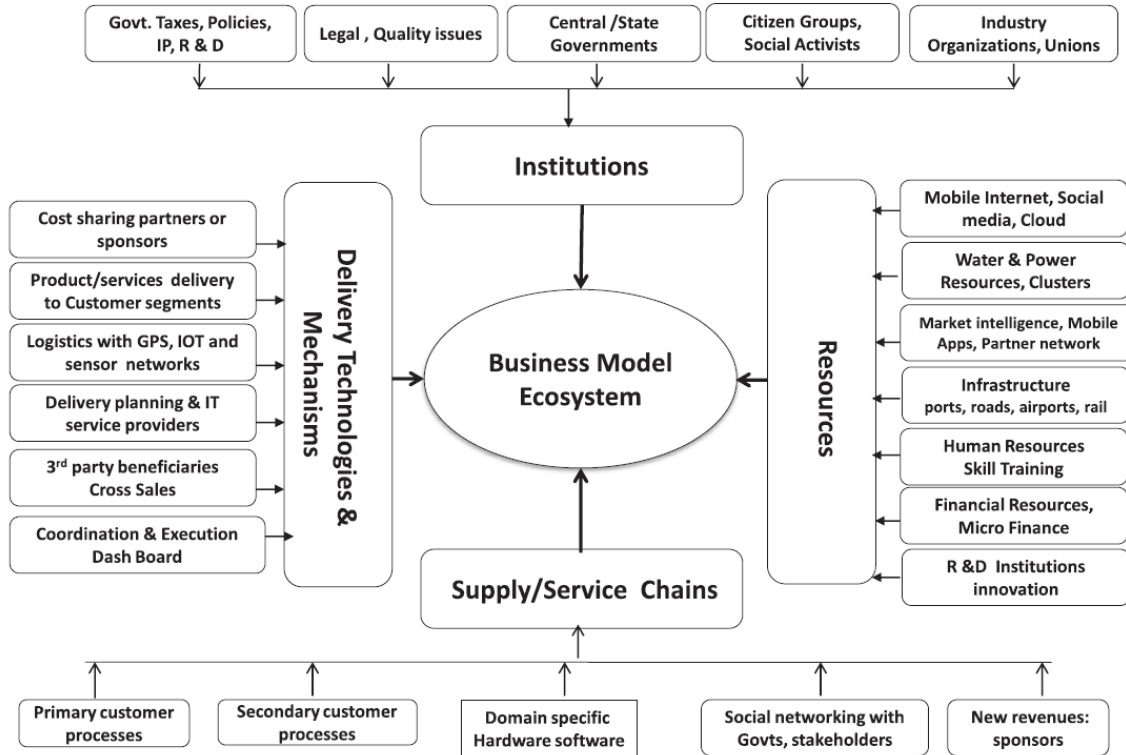 Govt. Taxes, Policies,
IP, R & D
Legal , Quality issues
Central /State
Governments
Citizen Groups,
Social Activists
Industry
Organizations, Unions
Institutions
Cost sharing partners or
sponsors
Product/services delivery
to Customer segments
Logistics with GPS, IOT and
sensor networks
Delivery planning & IT
service providers
3rd party beneficiaries
Cross Sales
Coordination & Execution
Dash Board
Delivery Technologies &
Mechanisms
Business Model
Ecosystem
Resources
Mobile Internet, Social
media, Cloud
Water & Power
Resources, Clusters
Market intelligence, Mobile
Apps, Partner network
Infrastructure
ports, roads, airports, rail
Human Resources
Skill Training
Financial Resources,
Micro Finance
R &D Institutions
innovation
Supply/Service Chains
Primary customer
processes
Secondary customer
processes
Domain specific
Hardware software
Social networking with
Govts, stakeholders
New revenues:
sponsors